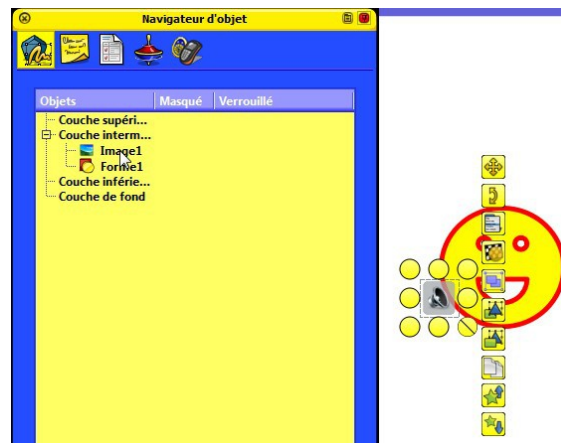 Navigateur d'objet
Objets Masqué Verrouillé
Couche supéri...
Couche interm...
Image1
Forme1
Couche inférie...
Couche de fond